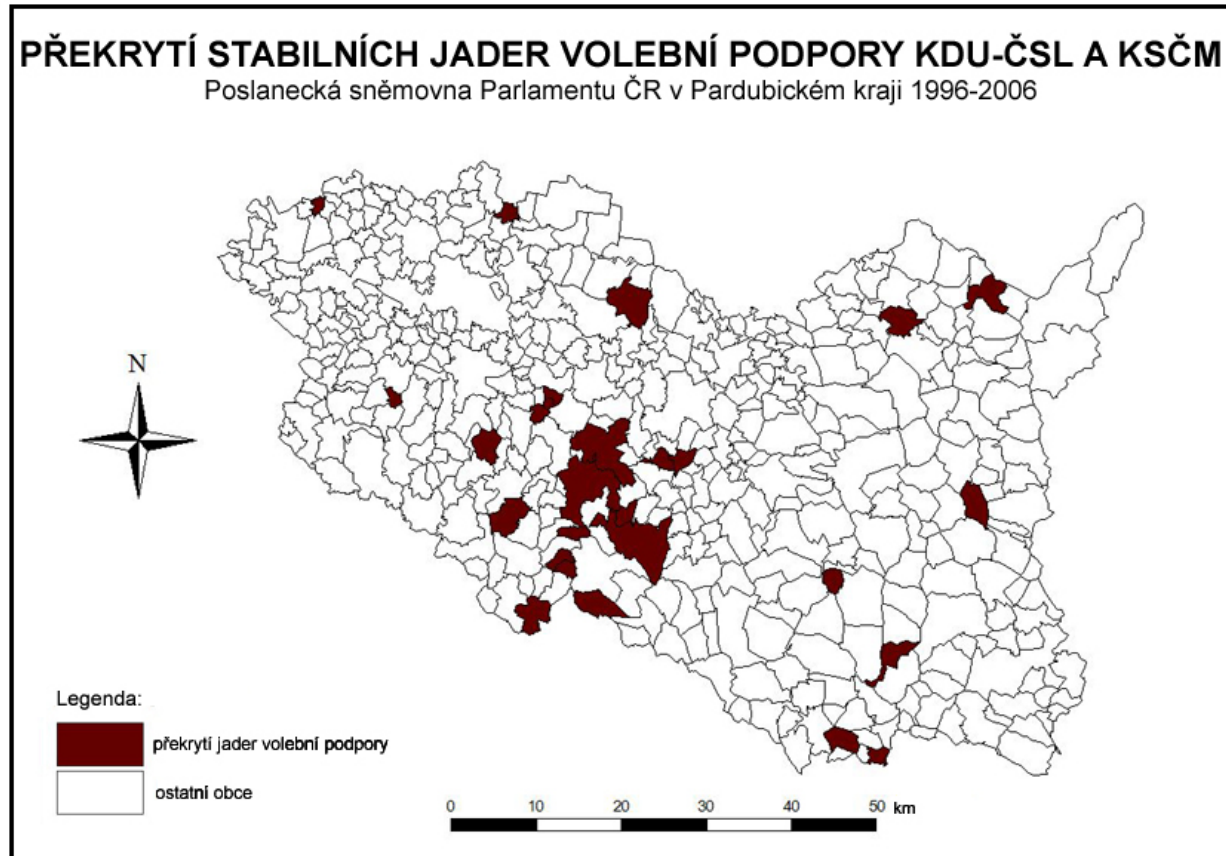 PŘEKRYTÍ STABILNÍCH JADER VOLEBNÍ PODPORY KDU-ČSL A KSČM
Poslanecká sněmovna Parlamentu ČR v Pardubickém kraji 1996-2006
N
Legenda:
překrytí jader volební podpory
ostatní obce
0 10 20 30 40 50 km